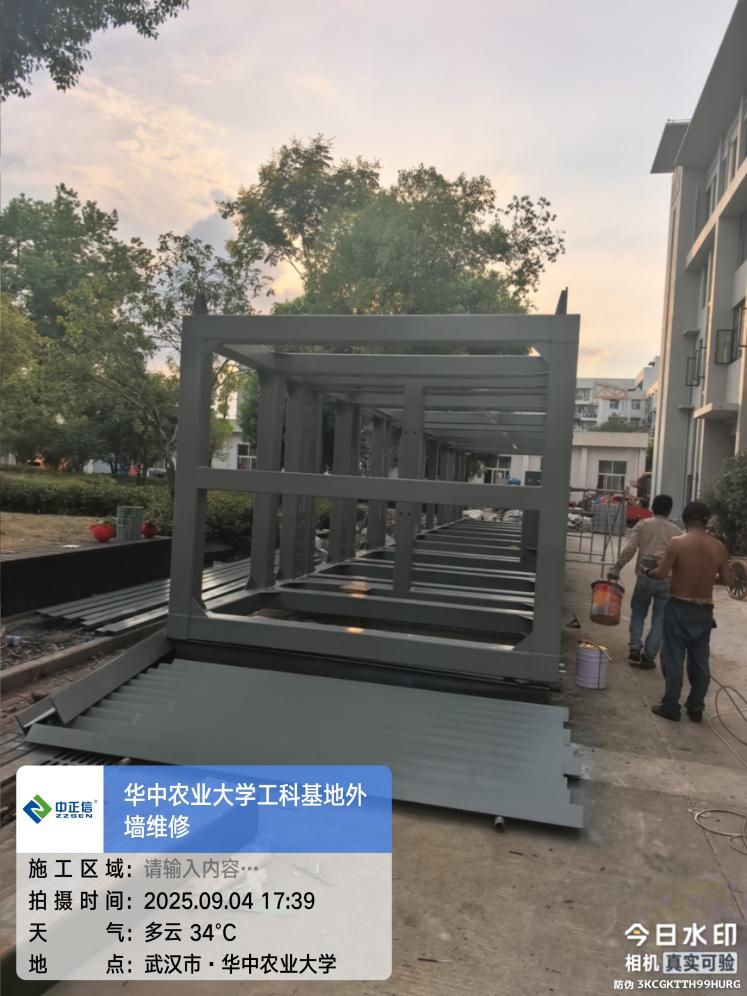 中正信®
ZZSEN
华中农业大学工科基地外
墙维修
施工区域：请输入内容…
拍摄时间：2025.09.04 17:39
天气：多云 34°C
地点：武汉市·华中农业大学
今日水印
相机 真实可验
防伪 3KCGKTTH99HURG